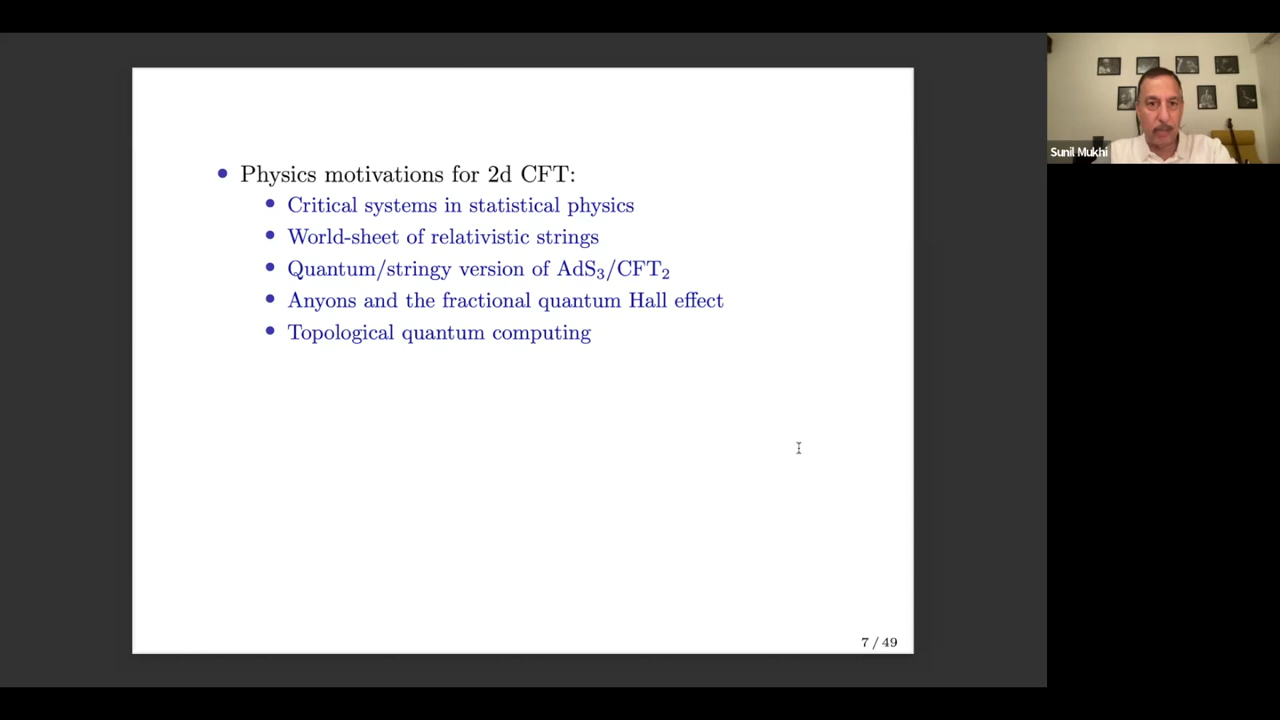 • Physics motivations for 2d CFT:
• Critical systems in statistical physics
• World-sheet of relativistic strings
• Quantum/stringy version of AdS₃/CFT₂
• Anyons and the fractional quantum Hall effect
• Topological quantum computing
7 / 49
Sunil Mukhi